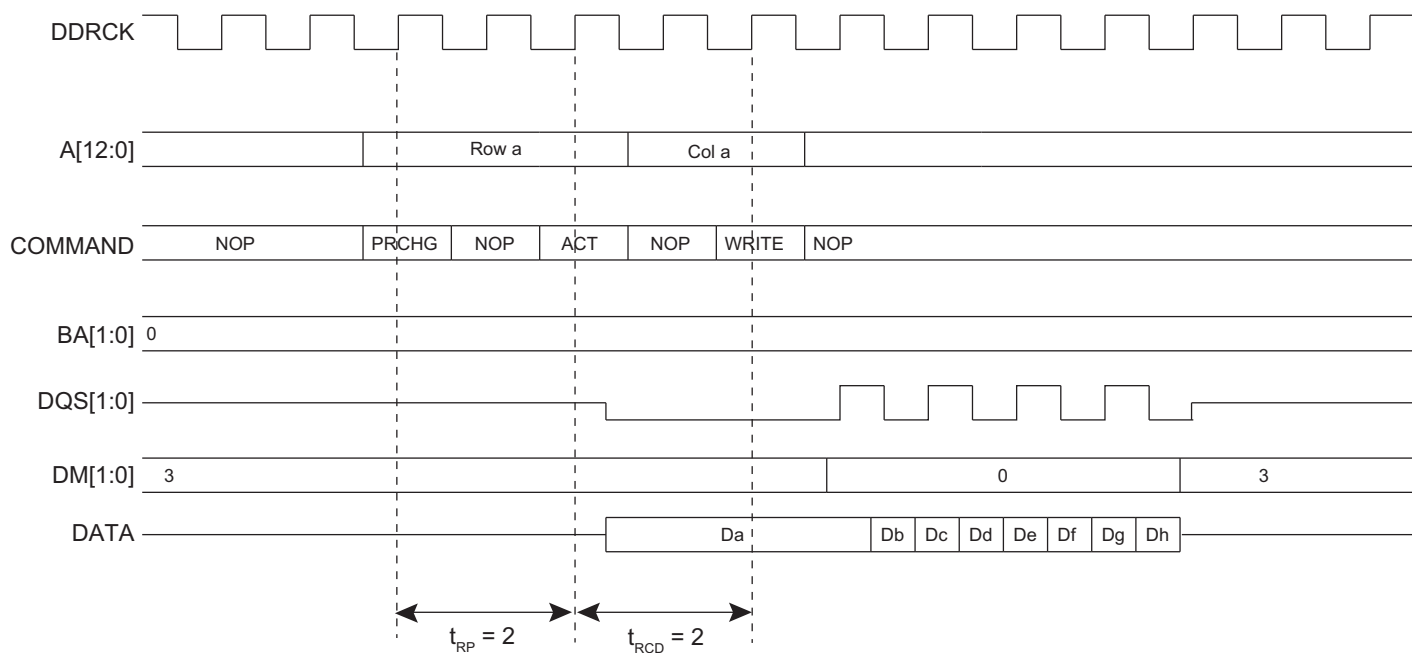 DDRCK
A[12:0] Row a Col a
COMMAND NOP PRCHG NOP ACT NOP WRITE NOP
BA[1:0] 0
DQS[1:0]
DM[1:0] 3 0 3
DATA Da Db Dc Dd De Df Dg Dh
tRP = 2 tRCD = 2